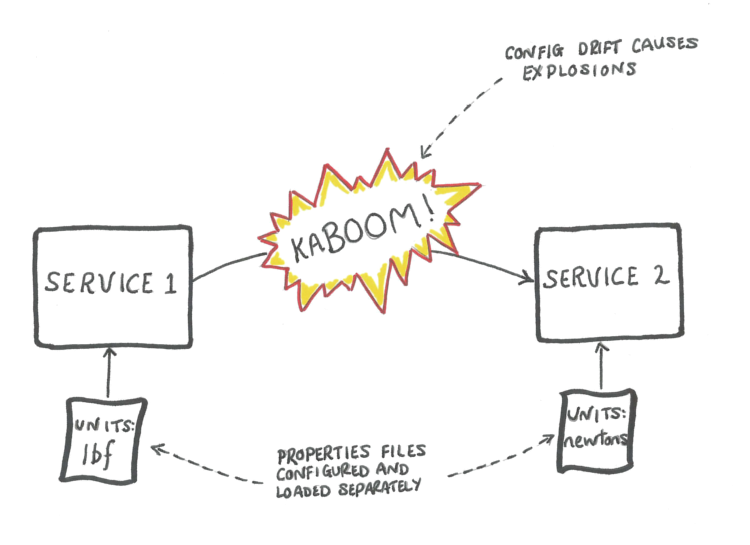 CONFIG DRIFT CAUSES
EXPLOSIONS
KABOOM!
SERVICE 1
SERVICE 2
UNITS:
lbf
UNITS:
newtons
PROPERTIES FILES
CONFIGURED AND
LOADED SEPARATELY